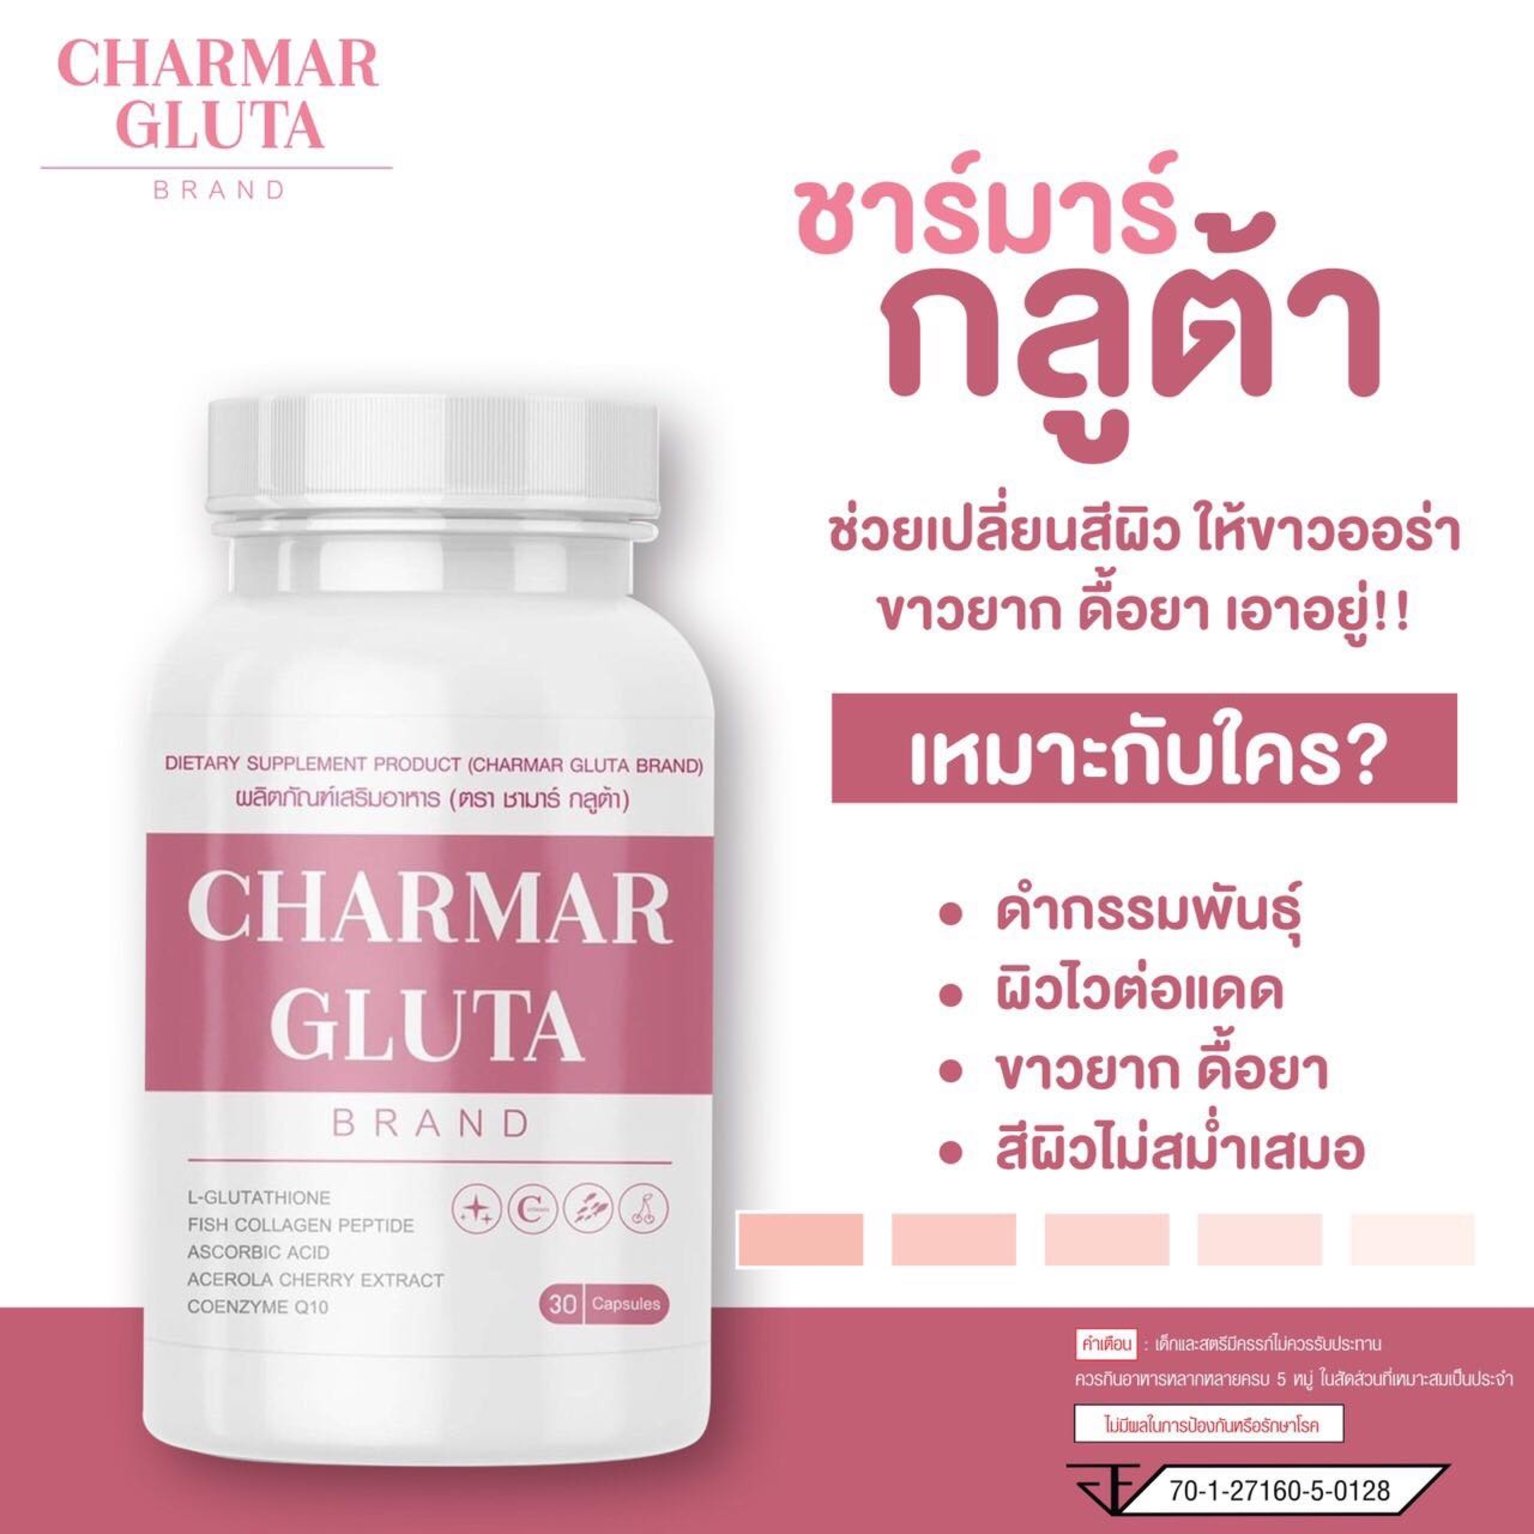 CHARMAR
GLUTA
BRAND
ชาร์มาร์
กลูต้า
ช่วยเปลี่ยนสีผิว ให้ขาวออร่า
ขาวยาก ดื้อยา เอาอยู่!!
เหมาะกับใคร?
• ดำกรรมพันธุ์
• ผิวไวต่อแดด
• ขาวยาก ดื้อยา
• สีผิวไม่สม่ำเสมอ
DIETARY SUPPLEMENT PRODUCT (CHARMAR GLUTA BRAND)
ผลิตภัณฑ์เสริมอาหาร (ตรา ชามาร์ กลูต้า)
CHARMAR
GLUTA
BRAND
L-GLUTATHIONE
FISH COLLAGEN PEPTIDE
ASCORBIC ACID
ACEROLA CHERRY EXTRACT
COENZYME Q10
30 Capsules
คำเตือน : เด็กและสตรีมีครรภ์ไม่ควรรับประทาน
ควรกินอาหารหลากหลายครบ 5 หมู่ ในสัดส่วนที่เหมาะสมเป็นประจำ
ไม่มีผลในการป้องกันหรือรักษาโรค
70-1-27160-5-0128